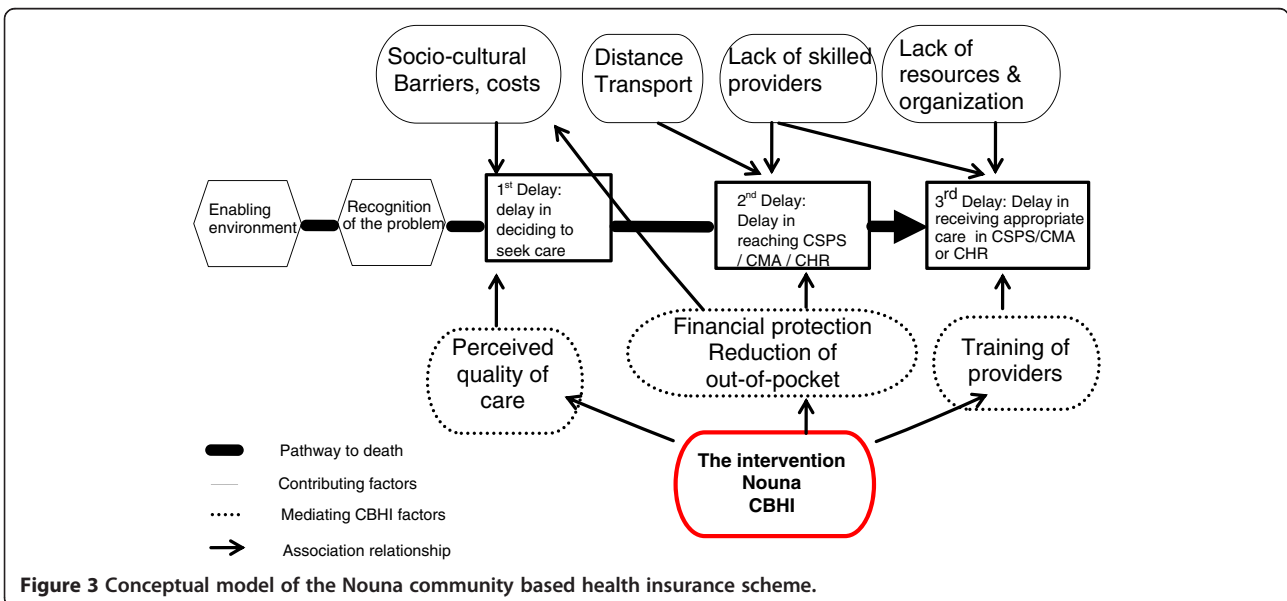 Socio-cultural
Barriers, costs
Distance
Transport
Lack of skilled
providers
Lack of
resources &
organization
Enabling
environment
Recognition
of the problem
1st Delay:
delay in
deciding to
seek care
2nd Delay:
Delay in
reaching CSPS
/ CMA / CHR
3rd Delay: Delay in
receiving appropriate
care in CSPS/CMA
or CHR
Perceived
quality of
care
Financial protection
Reduction of
out-of-pocket
Training of
providers
The intervention
Nouna
CBHI
Pathway to death
Contributing factors
Mediating CBHI factors
Association relationship
Figure 3 Conceptual model of the Nouna community based health insurance scheme.